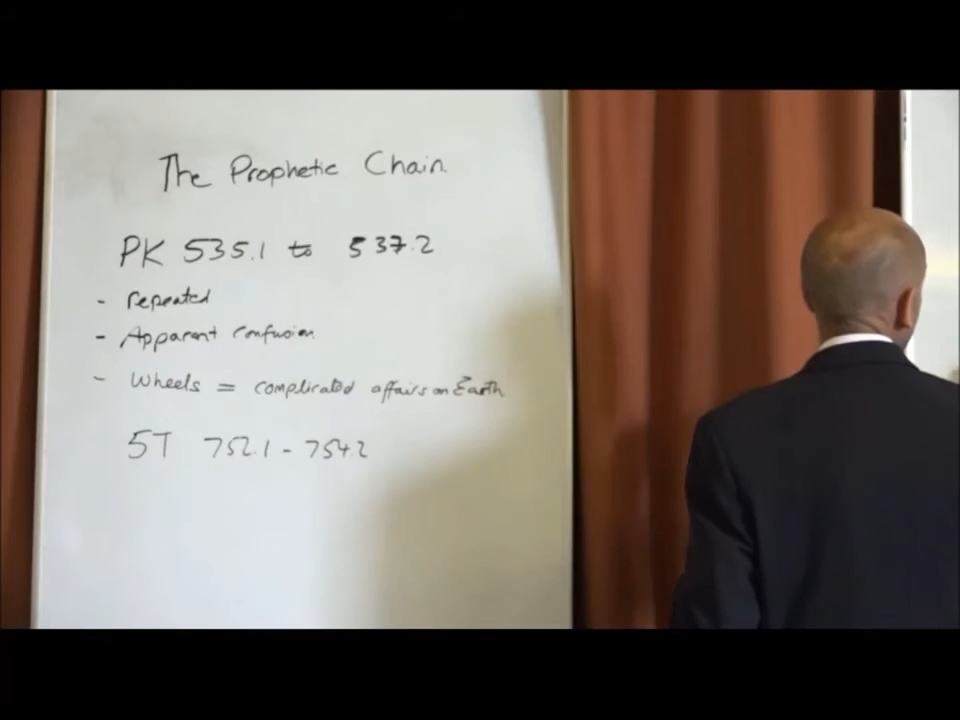 The Prophetic Chain.
PK 535.1 to 537.2
- repeated
- Apparent confusion
- Wheels = complicated affairs on Earth
5T 752.1 - 754.2